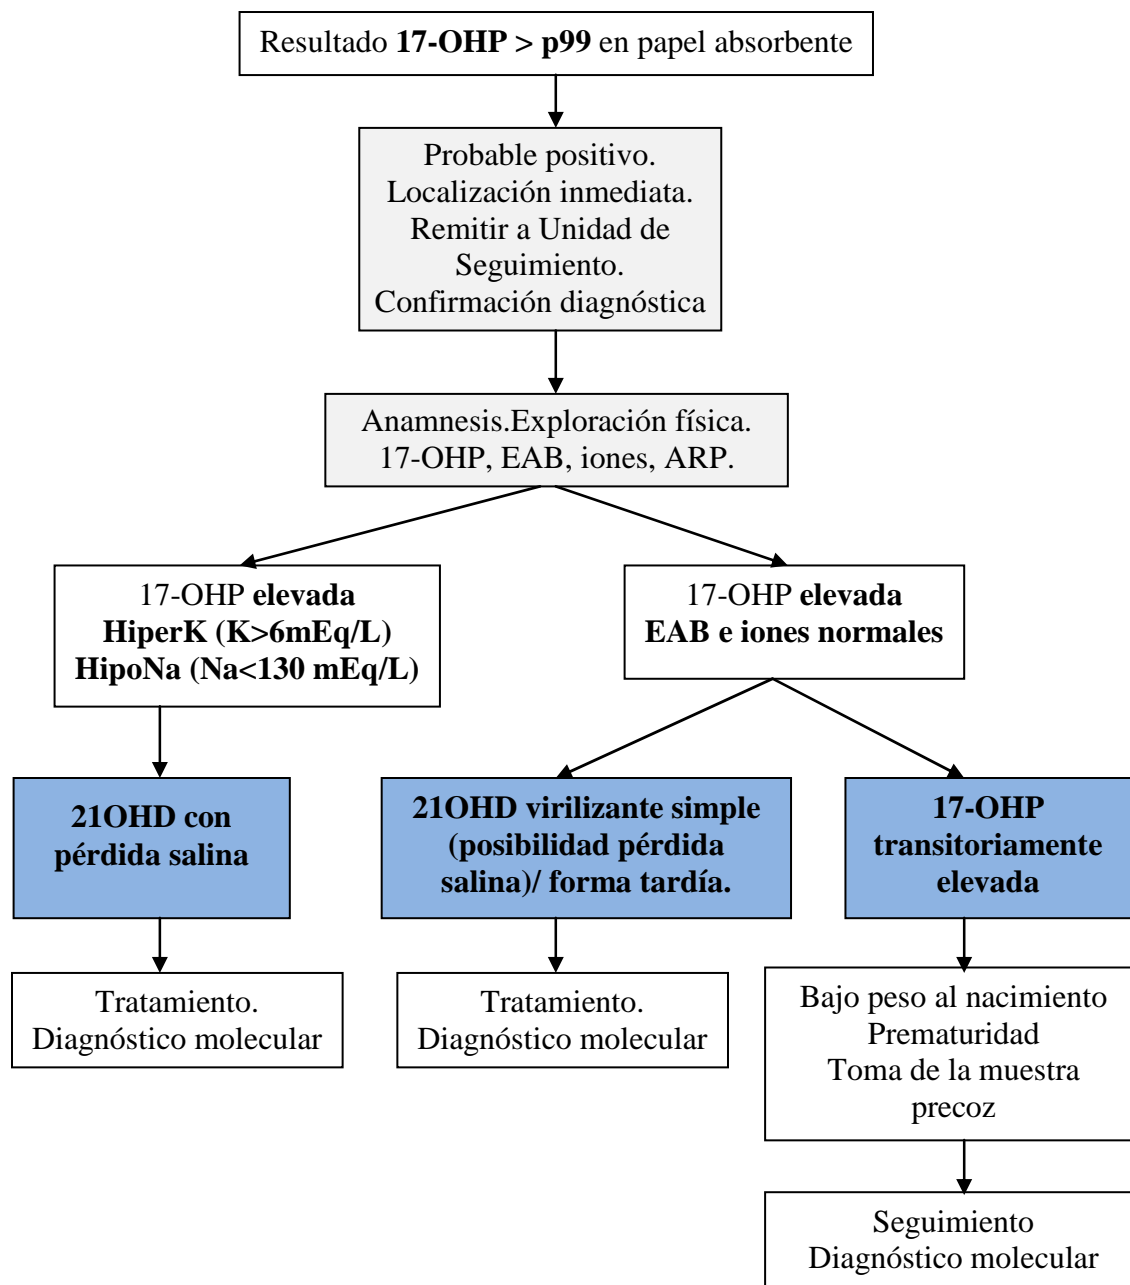 Resultado 17-OHP > p99 en papel absorbente
Probable positivo.
Localización inmediata.
Remitir a Unidad de
Seguimiento.
Confirmación diagnóstica
Anamnesis.Exploración física.
17-OHP, EAB, iones, ARP.
17-OHP elevada
HiperK (K>6mEq/L)
HipoNa (Na<130 mEq/L)
17-OHP elevada
EAB e iones normales
21OHD con
pérdida salina
21OHD virilizante simple
(posibilidad pérdida
salina)/ forma tardía.
17-OHP
transitoriamente
elevada
Tratamiento.
Diagnóstico molecular
Tratamiento.
Diagnóstico molecular
Bajo peso al nacimiento
Prematuridad
Toma de la muestra
precoz
Seguimiento
Diagnóstico molecular